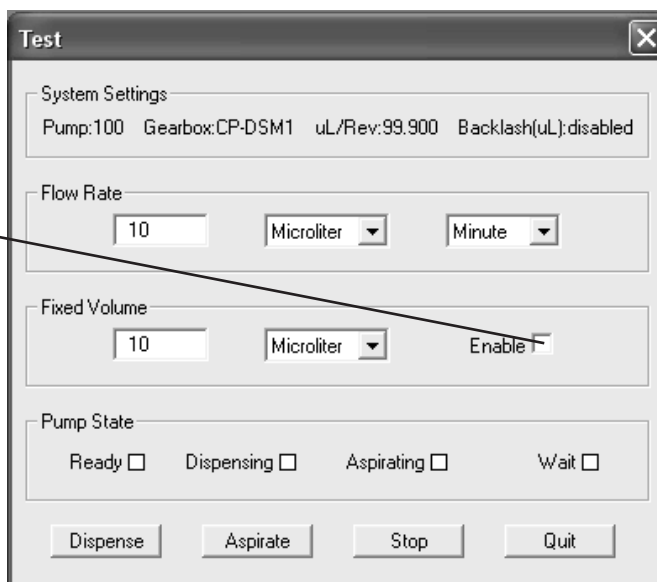 Test
System Settings
Pump:100 Gearbox:CP-DSM1 uL/Rev:99.900 Backlash(uL):disabled
Flow Rate
10 Microliter Minute
Fixed Volume
10 Microliter Enable
Pump State
Ready Dispensing Aspirating Wait
Dispense Aspirate Stop Quit